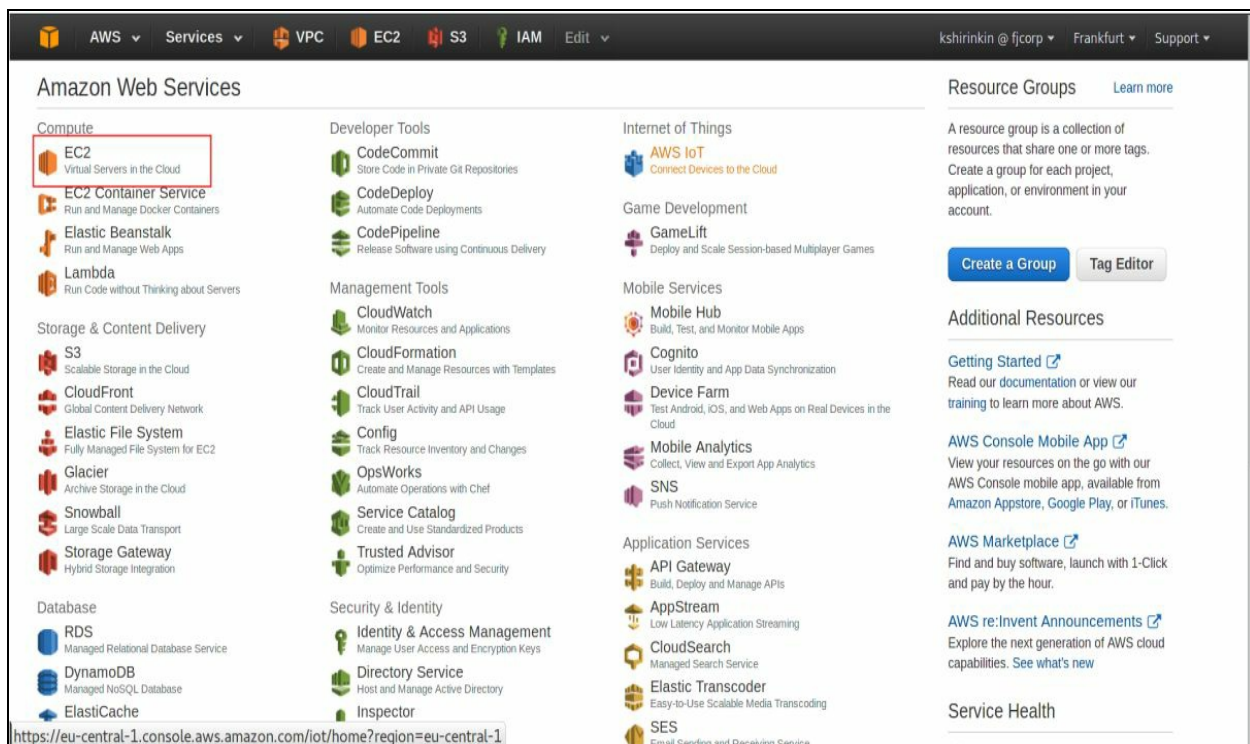 AWS Services VPC EC2 S3 IAM Edit kshirinkin @ fjcorp Frankfurt Support
Amazon Web Services
Compute
EC2
Virtual Servers in the Cloud
EC2 Container Service
Run and Manage Docker Containers
Elastic Beanstalk
Run and Manage Web Apps
Lambda
Run Code without Thinking about Servers
Storage & Content Delivery
S3
Scalable Storage in the Cloud
CloudFront
Global Content Delivery Network
Elastic File System
Fully Managed File System for EC2
Glacier
Archive Storage in the Cloud
Snowball
Large Scale Data Transport
Storage Gateway
Hybrid Storage Integration
Database
RDS
Managed Relational Database Service
DynamoDB
Managed NoSQL Database
ElastiCache
Developer Tools
CodeCommit
Store Code in Private Git Repositories
CodeDeploy
Automate Code Deployments
CodePipeline
Release Software using Continuous Delivery
Management Tools
CloudWatch
Monitor Resources and Applications
CloudFormation
Create and Manage Resources with Templates
CloudTrail
Track User Activity and API Usage
Config
Track Resource Inventory and Changes
OpsWorks
Automate Operations with Chef
Service Catalog
Create and Use Standardized Products
Trusted Advisor
Optimize Performance and Security
Security & Identity
Identity & Access Management
Manage User Access and Encryption Keys
Directory Service
Host and Manage Active Directory
Inspector
Internet of Things
AWS IoT
Connect Devices to the Cloud
Game Development
GameLift
Deploy and Scale Session-based Multiplayer Games
Mobile Services
Mobile Hub
Build, Test, and Monitor Mobile Apps
Cognito
User Identity and App Data Synchronization
Device Farm
Test Android, iOS, and Web Apps on Real Devices in the
Cloud
Mobile Analytics
Collect, View and Export App Analytics
SNS
Push Notification Service
Application Services
API Gateway
Build, Deploy and Manage APIs
AppStream
Low Latency Application Streaming
CloudSearch
Managed Search Service
Elastic Transcoder
Easy-to-Use Scalable Media Transcoding
SES
Email Sending and Receiving Service
Resource Groups Learn more
A resource group is a collection of
resources that share one or more tags.
Create a group for each project,
application, or environment in your
account.
Create a Group Tag Editor
Additional Resources
Getting Started
Read our documentation or view our
training to learn more about AWS.
AWS Console Mobile App
View your resources on the go with our
AWS Console mobile app, available from
Amazon Appstore, Google Play, or iTunes.
AWS Marketplace
Find and buy software, launch with 1-Click
and pay by the hour.
AWS re:Invent Announcements
Explore the next generation of AWS cloud
capabilities. See what's new
Service Health
https://eu-central-1.console.aws.amazon.com/iot/home?region=eu-central-1